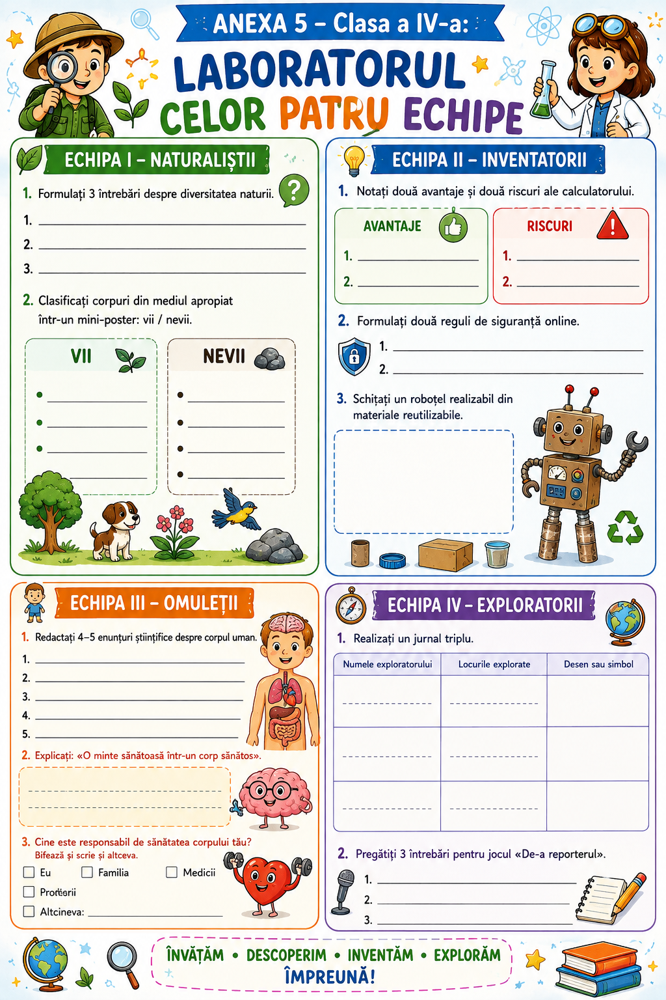 ANEXA 5 – Clasa a IV-a:
LABORATORUL
CELOR PATRU ECHIPE
ECHIPA I – NATURALIȘTII
1. Formulați 3 întrebări despre diversitatea naturii.
?
1.
2.
3.
2. Clasificați corpuri din mediul apropiat
într-un mini-poster: vii / nevii.
VII
NEVII
ECHIPA II – INVENTATORII
1. Notați două avantaje și două riscuri ale calculatorului.
AVANTAJE
1.
2.
RISCURI
!
1.
2.
2. Formulați două reguli de siguranță online.
1.
2.
3. Schițați un roboțel realizabil din
materiale reutilizabile.
ECHIPA III – OMULEȚII
1. Redactați 4–5 enunțuri științifice despre corpul uman.
1.
2.
3.
4.
5.
2. Explicați: «O minte sănătoasă într-un corp sănătos».
3. Cine este responsabil de sănătatea corpului tău?
Bifează și scrie și altceva.
Eu
Familia
Medicii
Altcineva:
ECHIPA IV – EXPLORATORII
1. Realizați un jurnal triplu.
Numele exploratorului
Locurile explorate
Desen sau simbol
2. Pregătiți 3 întrebări pentru jocul «De-a reporterul».
1.
2.
3.
ÎNVĂȚĂM • DESCOPERIM • INVENTĂM • EXPLORĂM
ÎMPREUNĂ!